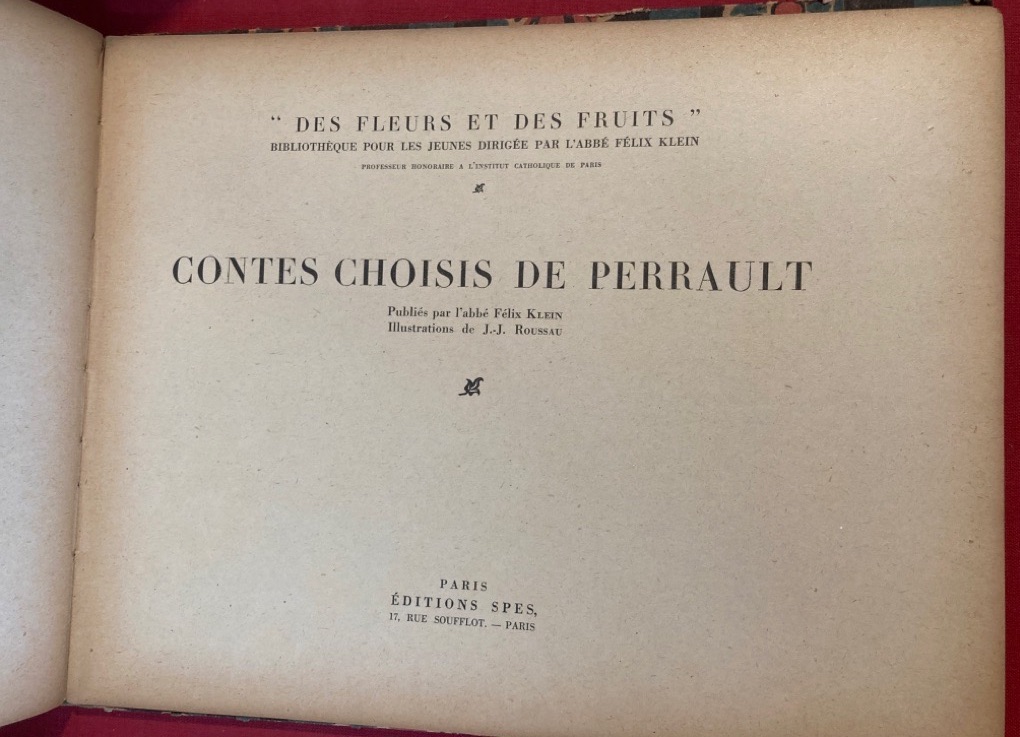 “ DES FLEURS ET DES FRUITS ”
BIBLIOTHÈQUE POUR LES JEUNES DIRIGÉE PAR L'ABBÉ FÉLIX KLEIN
PROFESSEUR HONORAIRE A L'INSTITUT CATHOLIQUE DE PARIS
CONTES CHOISIS DE PERRAULT
Publiés par l'abbé Félix KLEIN
Illustrations de J.-J. ROUSSAU
PARIS
ÉDITIONS SPES,
17, RUE SOUFFLOT. — PARIS